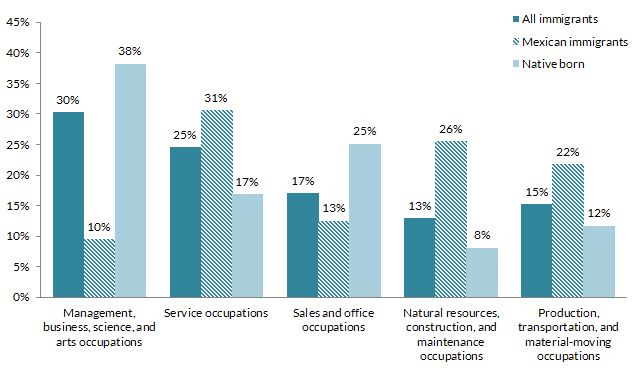 45%
40%
35%
30%
25%
20%
15%
10%
5%
0%
All immigrants
Mexican immigrants
Native born
30%
10%
38%
25%
31%
17%
17%
13%
25%
13%
26%
8%
15%
22%
12%
Management,
business, science, and
arts occupations
Service occupations
Sales and office
occupations
Natural resources,
construction, and
maintenance
occupations
Production,
transportation, and
material-moving
occupations